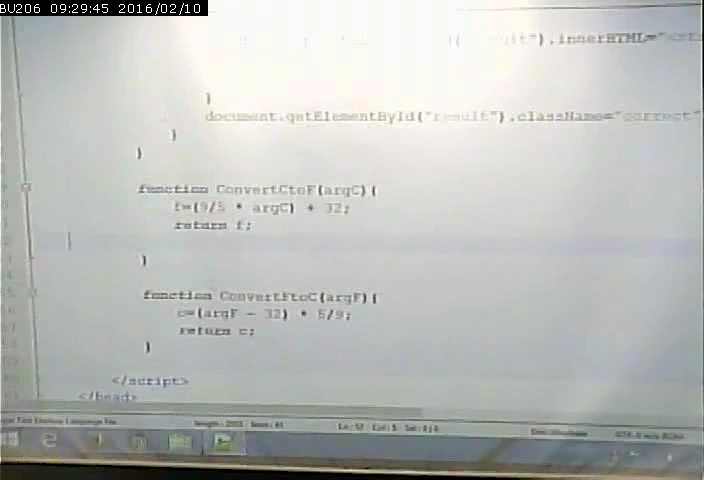 BU206 09:29:45 2016/02/10
").innerHTML="
}
document.getElementById("result").className="correct"
}
}
function ConvertCtoF(argC){
f=(9/5 * argC) + 32;
return f;
}
function ConvertFtoC(argF){
c=(argF - 32) * 5/9;
return c;
}
</script>
</head>